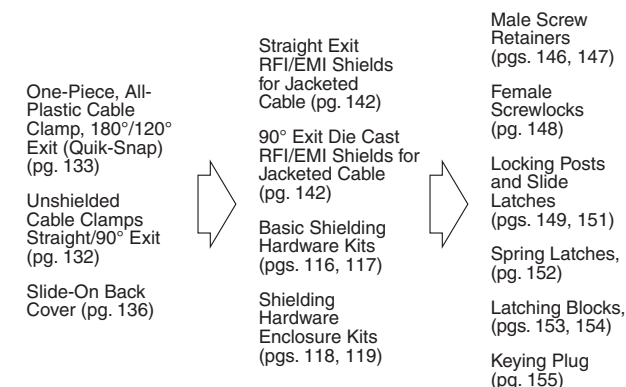 One-Piece, All-
Plastic Cable
Clamp, 180°/120°
Exit (Quik-Snap)
(pg. 133)
Unshielded
Cable Clamps
Straight/90° Exit
(pg. 132)
Slide-On Back
Cover (pg. 136)
Straight Exit
RFI/EMI Shields
for Jacketed
Cable (pg. 142)
90° Exit Die Cast
RFI/EMI Shields for
Jacketed Cable
(pg. 142)
Basic Shielding
Hardware Kits
(pgs. 116, 117)
Shielding
Hardware
Enclosure Kits
(pgs. 118, 119)
Male Screw
Retainers
(pgs. 146, 147)
Female
Screwlocks
(pg. 148)
Locking Posts
and Slide
Latches
(pgs. 149, 151)
Spring Latches,
(pg. 152)
Latching Blocks,
(pgs. 153, 154)
Keying Plug
(pg. 155)